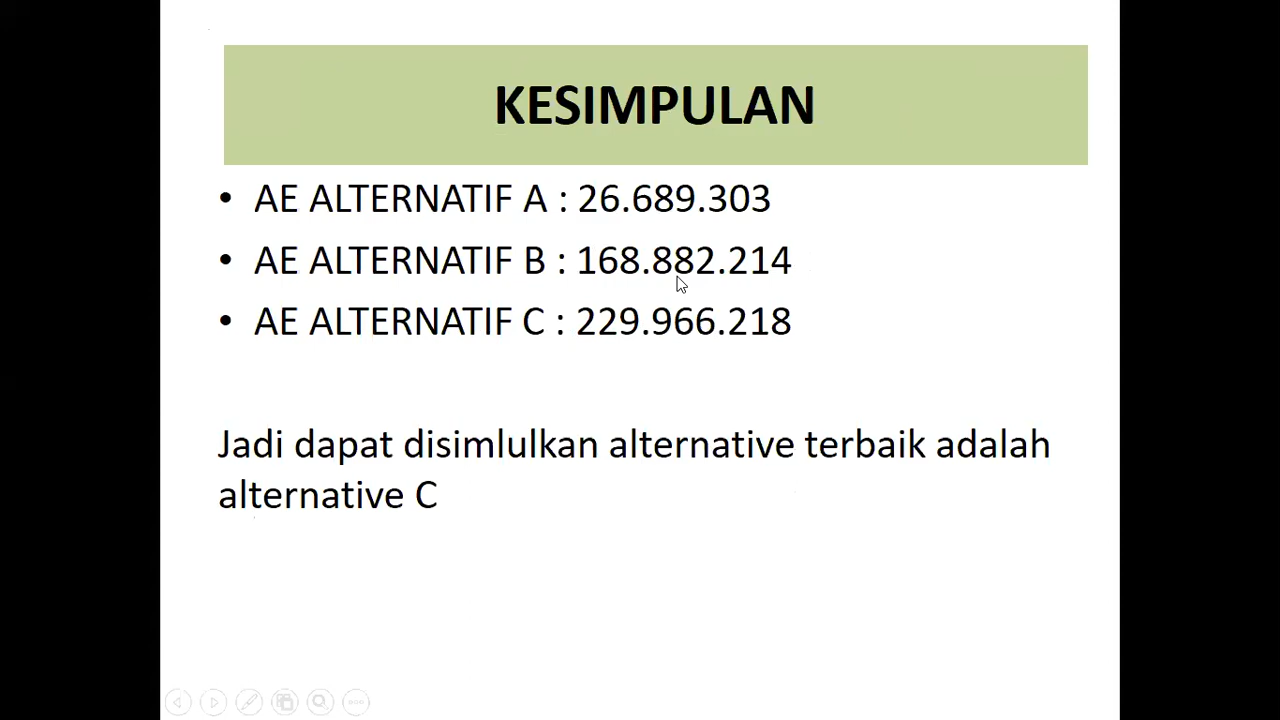 KESIMPULAN
• AE ALTERNATIF A : 26.689.303
• AE ALTERNATIF B : 168.882.214
• AE ALTERNATIF C : 229.966.218
Jadi dapat disimlulkan alternative terbaik adalah
alternative C